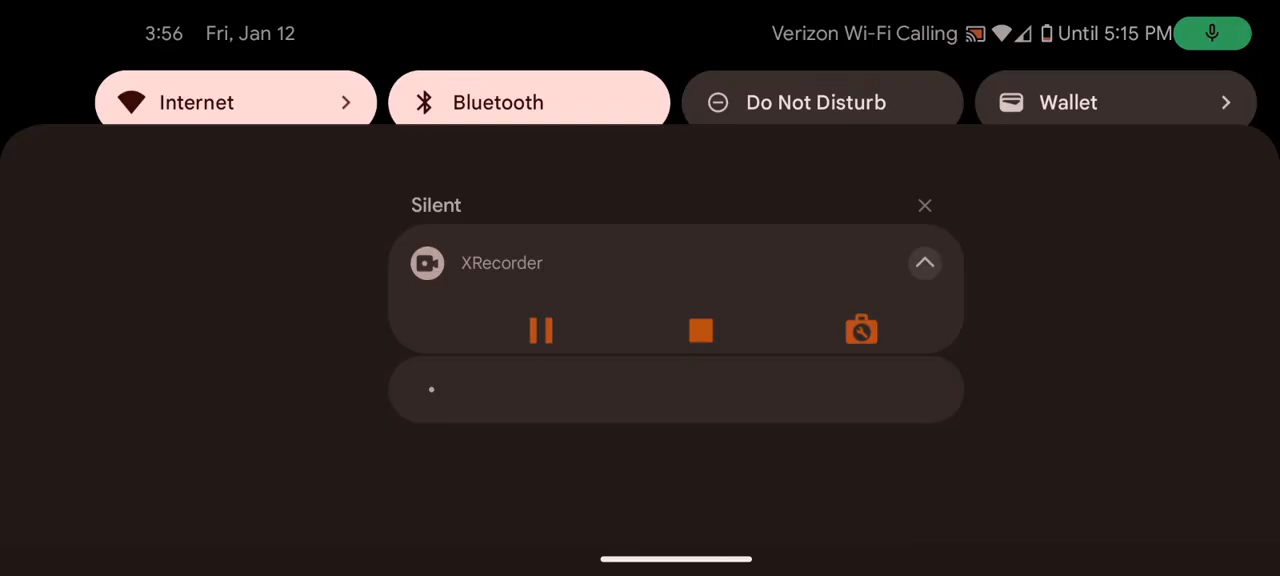 3:56 Fri, Jan 12 Verizon Wi-Fi Calling Until 5:15 PM
Internet Bluetooth Do Not Disturb Wallet
Silent
XRecorder